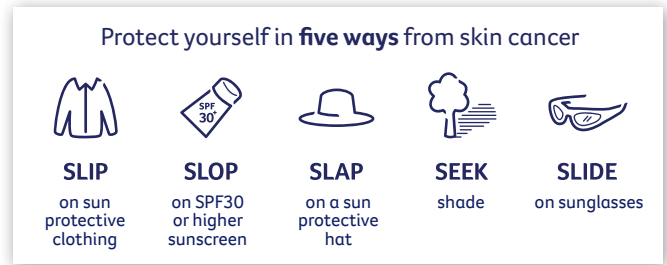 Protect yourself in five ways from skin cancer
SPF
30+
SLIP
on sun
protective
clothing
SLOP
on SPF30
or higher
sunscreen
SLAP
on a sun
protective
hat
SEEK
shade
SLIDE
on sunglasses